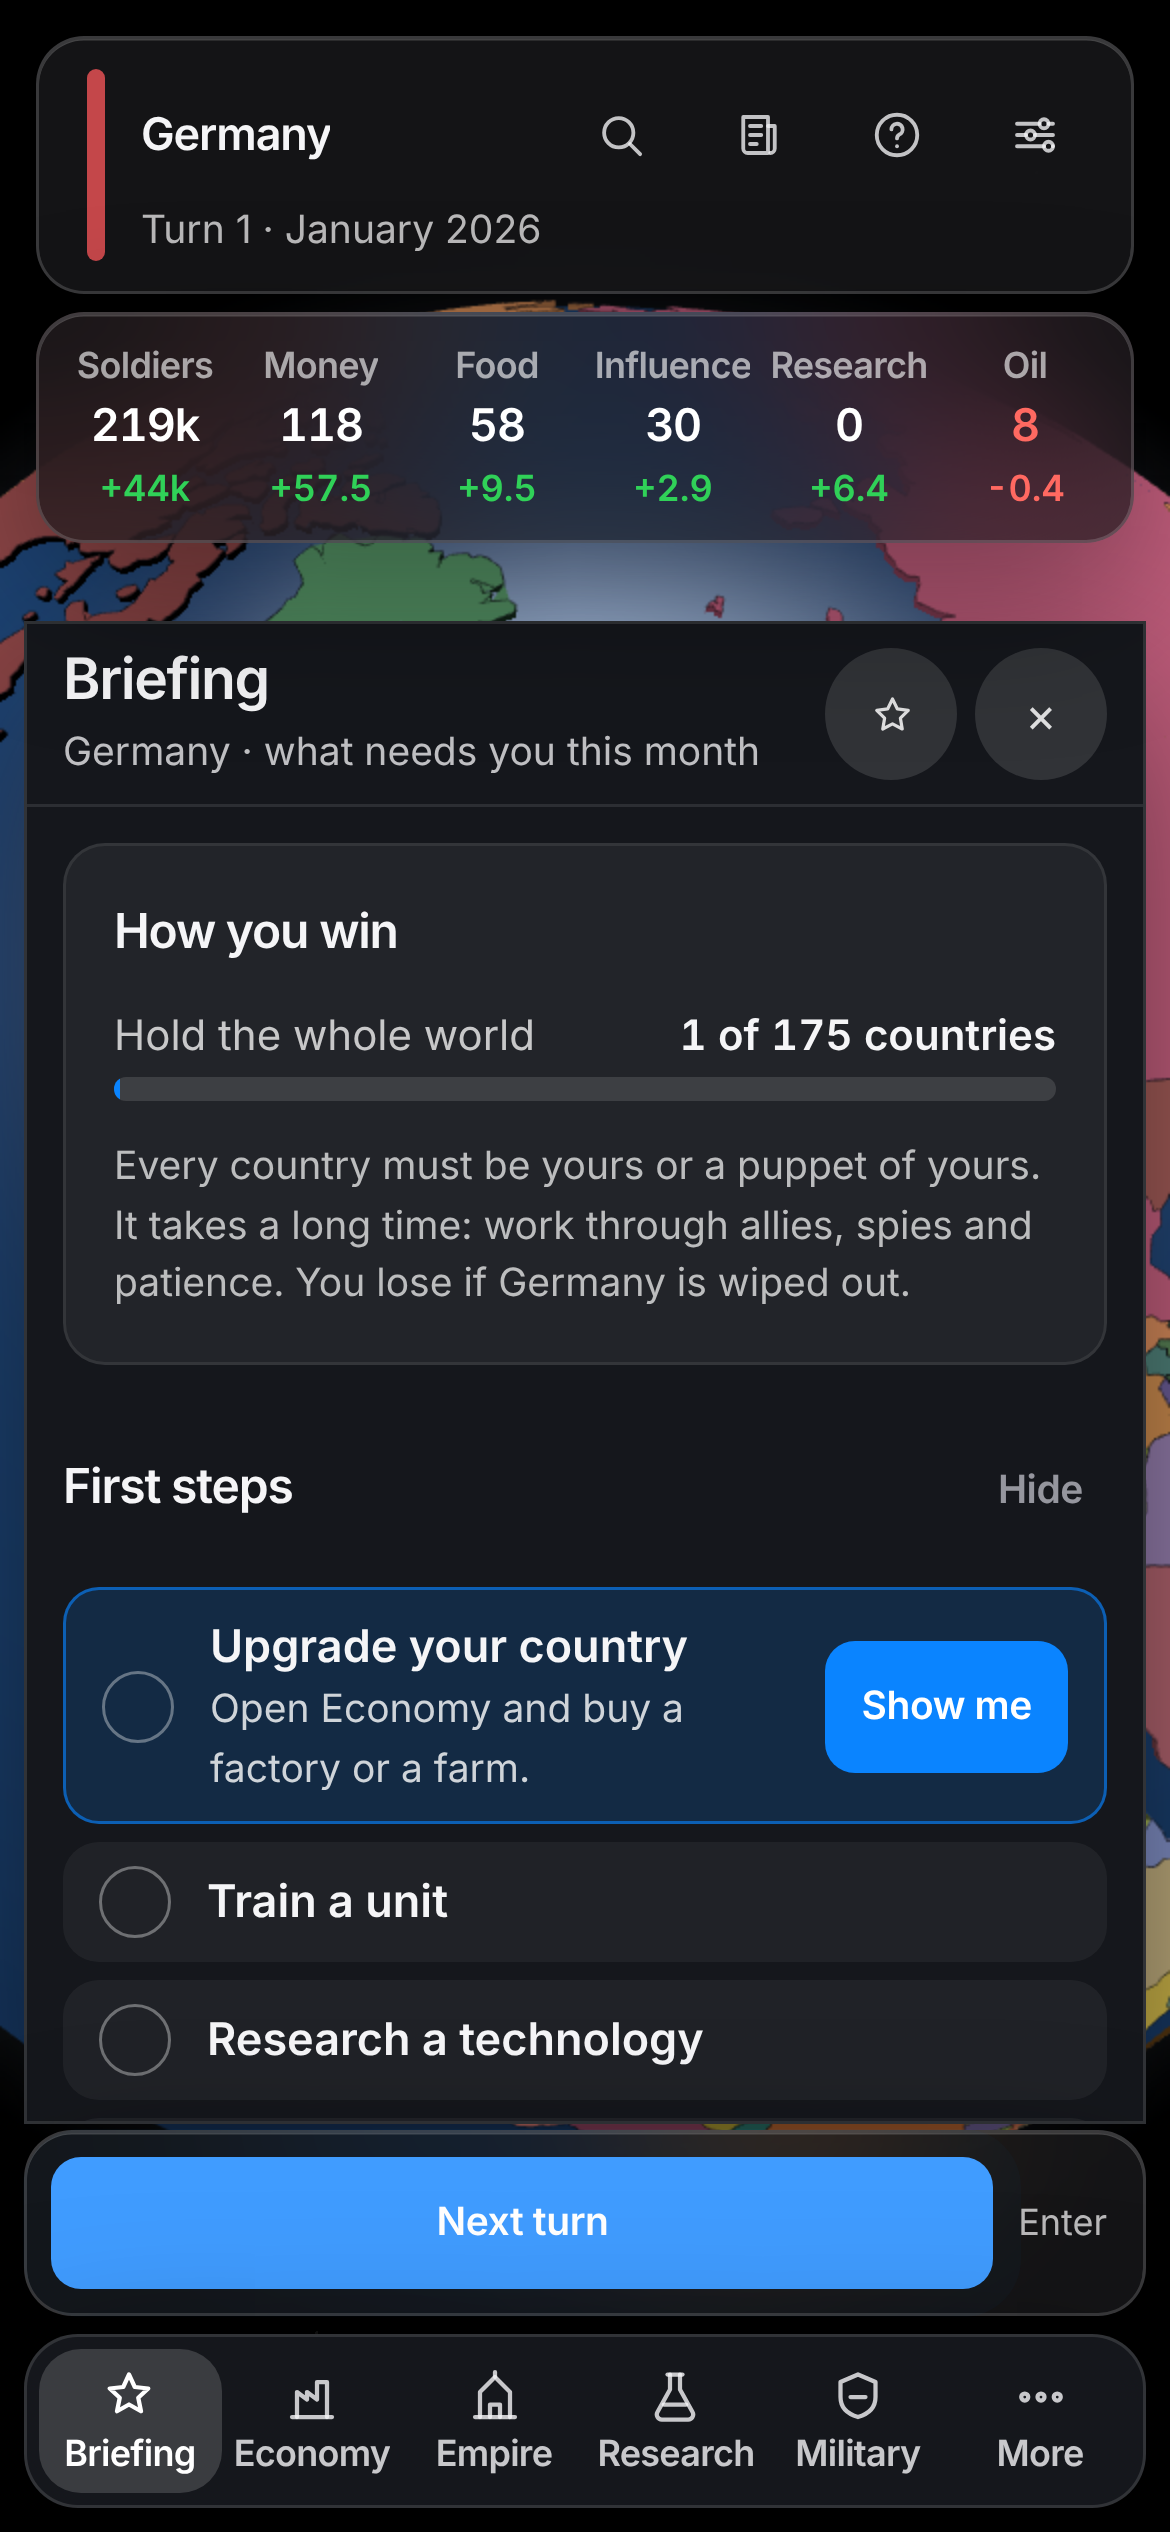 Germany
Turn 1 · January 2026
Soldiers Money Food Influence Research Oil
219k 118 58 30 0 8
+44k +57.5 +9.5 +2.9 +6.4 -0.4
Briefing
Germany · what needs you this month
How you win
Hold the whole world 1 of 175 countries
Every country must be yours or a puppet of yours.
It takes a long time: work through allies, spies and
patience. You lose if Germany is wiped out.
First steps Hide
Upgrade your country
Open Economy and buy a
factory or a farm.
Show me
Train a unit
Research a technology
Next turn Enter
Briefing Economy Empire Research Military More